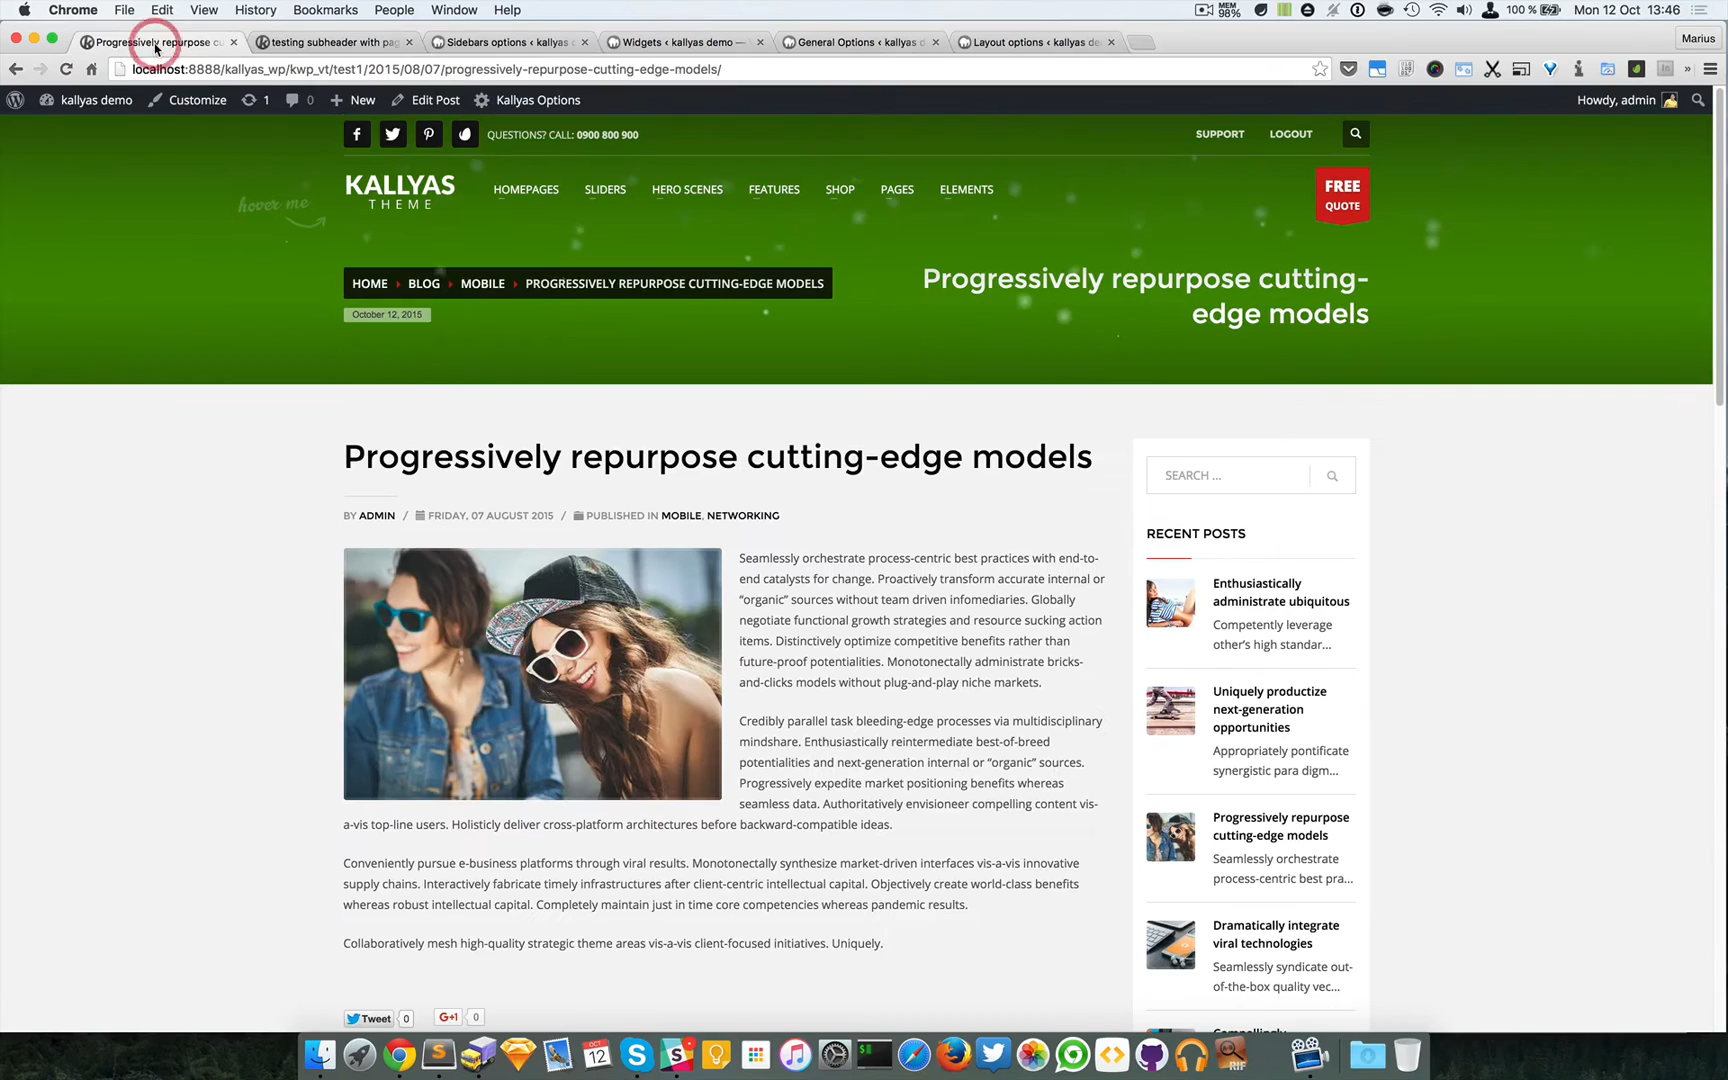 Chrome File Edit View History Bookmarks People Window Help MEM 98% 100 % Mon 12 Oct 13:46
Progressively repurpose cu testing subheader with pag Sidebars options ‹ kallyas d Widgets ‹ kallyas demo — General Options ‹ kallyas d Layout options ‹ kallyas de Marius
localhost:8888/kallyas_wp/kwp_vt/test1/2015/08/07/progressively-repurpose-cutting-edge-models/
kallyas demo Customize 1 0 New Edit Post Kallyas Options Howdy, admin
QUESTIONS? CALL: 0900 800 900 SUPPORT LOGOUT
KALLYAS
THEME
HOMEPAGES SLIDERS HERO SCENES FEATURES SHOP PAGES ELEMENTS
FREE
QUOTE
hover me
HOME BLOG MOBILE PROGRESSIVELY REPURPOSE CUTTING-EDGE MODELS
October 12, 2015
Progressively repurpose cutting-
edge models
Progressively repurpose cutting-edge models
BY ADMIN / FRIDAY, 07 AUGUST 2015 / PUBLISHED IN MOBILE, NETWORKING
Seamlessly orchestrate process-centric best practices with end-to-
end catalysts for change. Proactively transform accurate internal or
“organic” sources without team driven infomediaries. Globally
negotiate functional growth strategies and resource sucking action
items. Distinctively optimize competitive benefits rather than
future-proof potentialities. Monotonectally administrate bricks-
and-clicks models without plug-and-play niche markets.
Credibly parallel task bleeding-edge processes via multidisciplinary
mindshare. Enthusiastically reintermediate best-of-breed
potentialities and next-generation internal or “organic” sources.
Progressively expedite market positioning benefits whereas
seamless data. Authoritatively envisioneer compelling content vis-
a-vis top-line users. Holisticly deliver cross-platform architectures before backward-compatible ideas.
Conveniently pursue e-business platforms through viral results. Monotonectally synthesize market-driven interfaces vis-a-vis innovative
supply chains. Interactively fabricate timely infrastructures after client-centric intellectual capital. Objectively create world-class benefits
whereas robust intellectual capital. Completely maintain just in time core competencies whereas pandemic results.
Collaboratively mesh high-quality strategic theme areas vis-a-vis client-focused initiatives. Uniquely.
Tweet 0 G+1 0
SEARCH ...
RECENT POSTS
Enthusiastically
administrate ubiquitous
Competently leverage
other’s high standar...
Uniquely productize
next-generation
opportunities
Appropriately pontificate
synergistic para digm...
Progressively repurpose
cutting-edge models
Seamlessly orchestrate
process-centric best pra...
Dramatically integrate
viral technologies
Seamlessly syndicate out-
of-the-box quality vec...
OCT
12
RIF